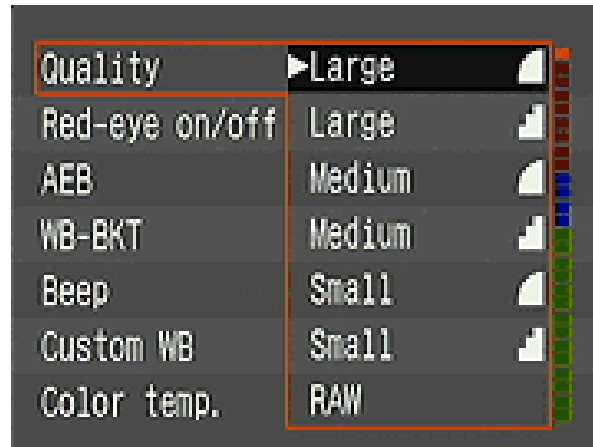 Quality ►Large
Red-eye on/off Large
AEB Medium
WB-BKT Medium
Beep Small
Custom WB Small
Color temp. RAW